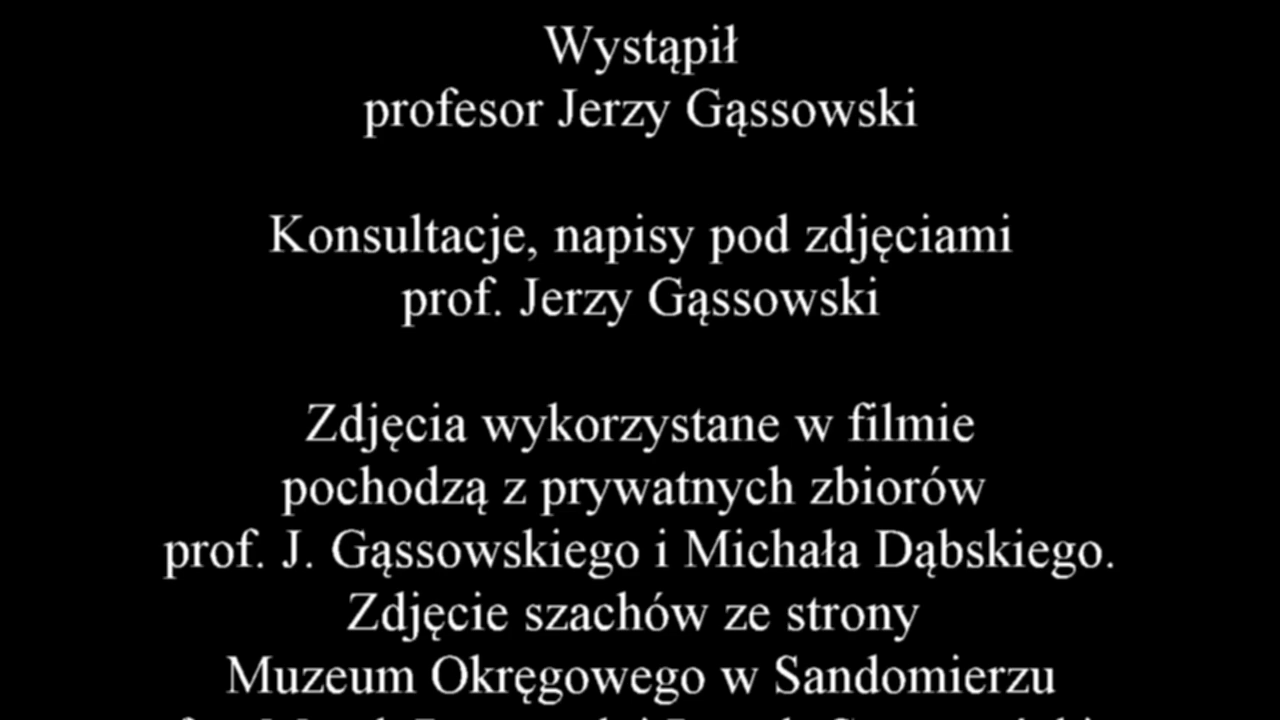 Wystąpił
profesor Jerzy Gąssowski
Konsultacje, napisy pod zdjęciami
prof. Jerzy Gąssowski
Zdjęcia wykorzystane w filmie
pochodzą z prywatnych zbiorów
prof. J. Gąssowskiego i Michała Dąbskiego.
Zdjęcie szachów ze strony
Muzeum Okręgowego w Sandomierzu